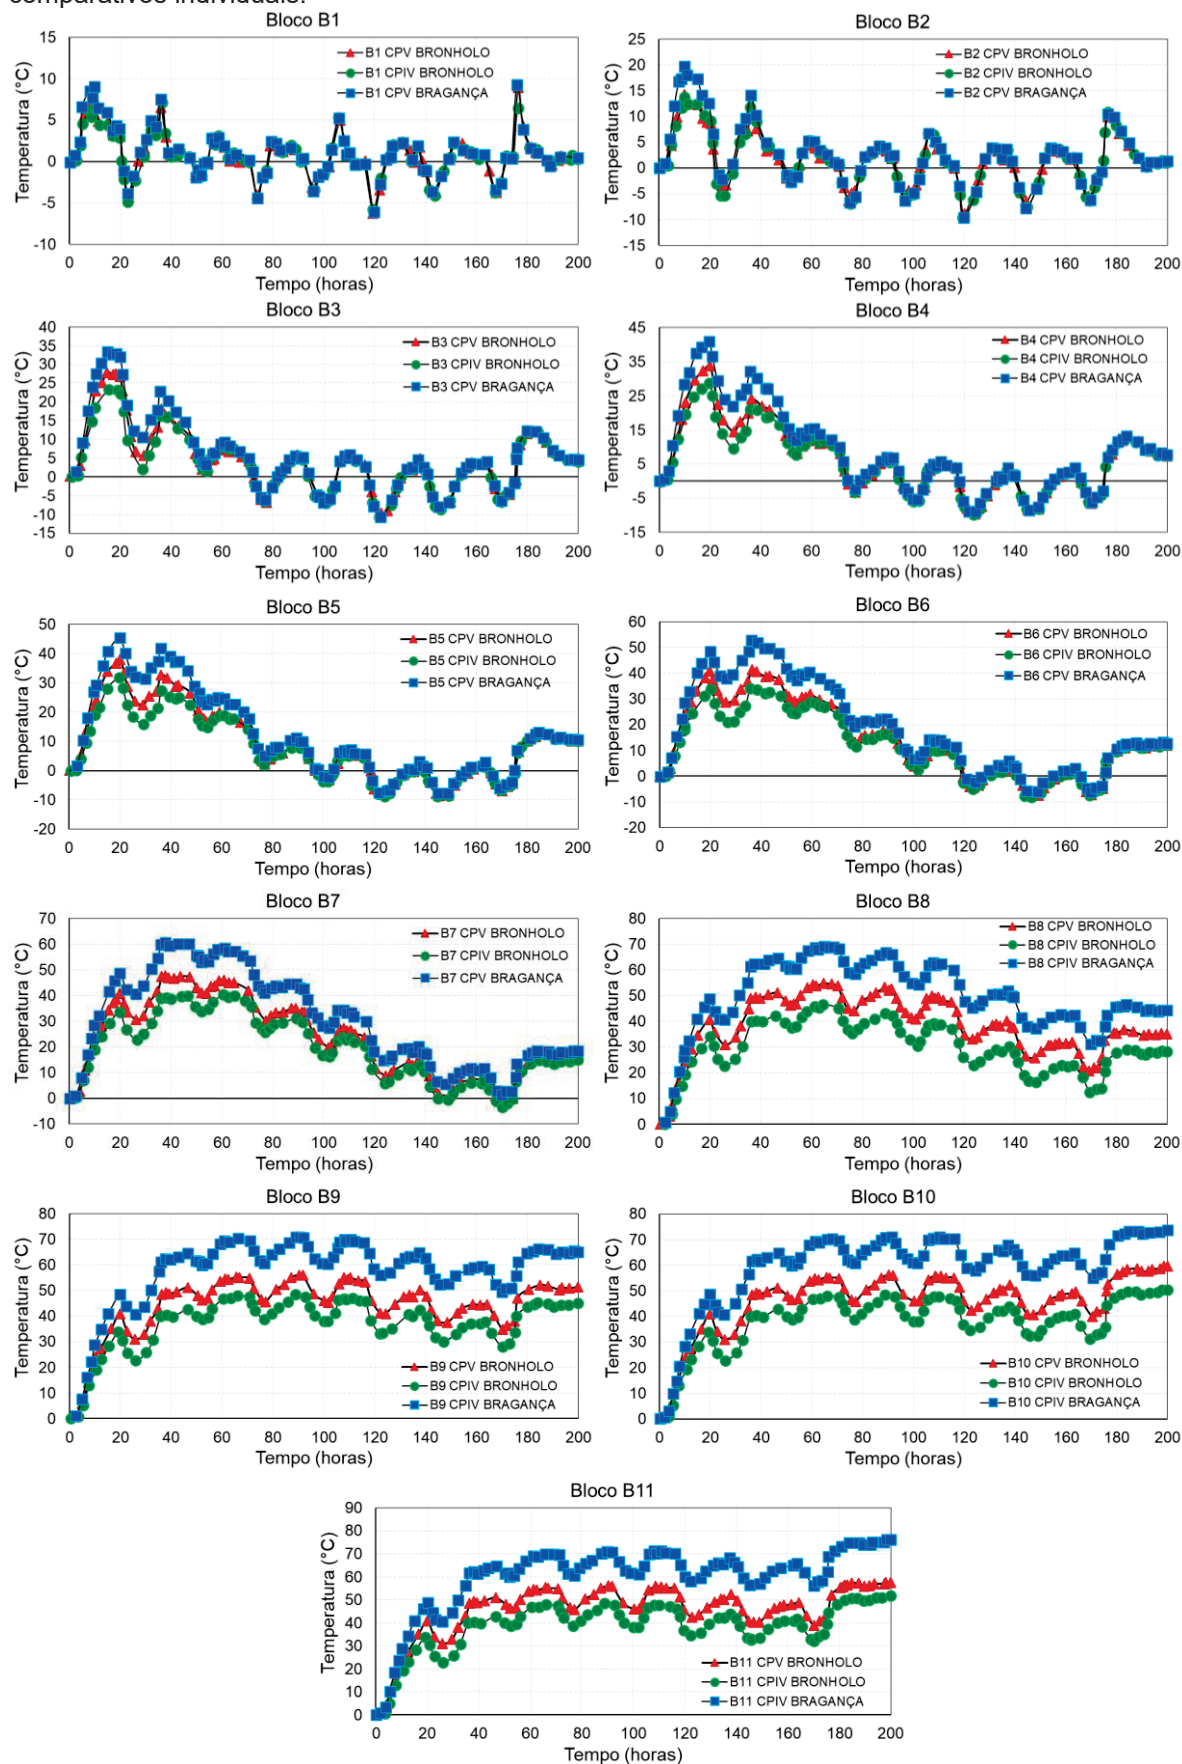 comparativos individuais.
Bloco B1
Temperatura (°C)
15
10
5
0
-5
-10
B1 CPV BRONHOLO
B1 CPIV BRONHOLO
B1 CPV BRAGANÇA
0 20 40 60 80 100 120 140 160 180 200
Tempo (horas)
Bloco B2
Temperatura (°C)
25
20
15
10
5
0
-5
-10
-15
B2 CPV BRONHOLO
B2 CPIV BRONHOLO
B2 CPV BRAGANÇA
0 20 40 60 80 100 120 140 160 180 200
Tempo (horas)
Bloco B3
Temperatura (°C)
40
35
30
25
20
15
10
5
0
-5
-10
-15
B3 CPV BRONHOLO
B3 CPIV BRONHOLO
B3 CPV BRAGANÇA
0 20 40 60 80 100 120 140 160 180 200
Tempo (horas)
Bloco B4
Temperatura (°C)
45
35
25
15
5
-5
-15
B4 CPV BRONHOLO
B4 CPIV BRONHOLO
B4 CPV BRAGANÇA
0 20 40 60 80 100 120 140 160 180 200
Tempo (horas)
Bloco B5
Temperatura (°C)
50
40
30
20
10
0
-10
-20
B5 CPV BRONHOLO
B5 CPIV BRONHOLO
B5 CPV BRAGANÇA
0 20 40 60 80 100 120 140 160 180 200
Tempo (horas)
Bloco B6
Temperatura (°C)
60
50
40
30
20
10
0
-10
-20
B6 CPV BRONHOLO
B6 CPIV BRONHOLO
B6 CPV BRAGANÇA
0 20 40 60 80 100 120 140 160 180 200
Tempo (horas)
Bloco B7
Temperatura (°C)
70
60
50
40
30
20
10
0
-10
B7 CPV BRONHOLO
B7 CPIV BRONHOLO
B7 CPV BRAGANÇA
0 20 40 60 80 100 120 140 160 180 200
Tempo (horas)
Bloco B8
Temperatura (°C)
80
70
60
50
40
30
20
10
0
B8 CPV BRONHOLO
B8 CPIV BRONHOLO
B8 CPIV BRAGANÇA
0 20 40 60 80 100 120 140 160 180 200
Tempo (horas)
Bloco B9
Temperatura (°C)
80
70
60
50
40
30
20
10
0
B9 CPV BRONHOLO
B9 CPIV BRONHOLO
B9 CPIV BRAGANÇA
0 20 40 60 80 100 120 140 160 180 200
Tempo (horas)
Bloco B10
Temperatura (°C)
80
70
60
50
40
30
20
10
0
B10 CPV BRONHOLO
B10 CPIV BRONHOLO
B10 CPIV BRAGANÇA
0 20 40 60 80 100 120 140 160 180 200
Tempo (horas)
Bloco B11
Temperatura (°C)
90
80
70
60
50
40
30
20
10
0
B11 CPV BRONHOLO
B11 CPIV BRONHOLO
B11 CPIV BRAGANÇA
0 20 40 60 80 100 120 140 160 180 200
Tempo (horas)